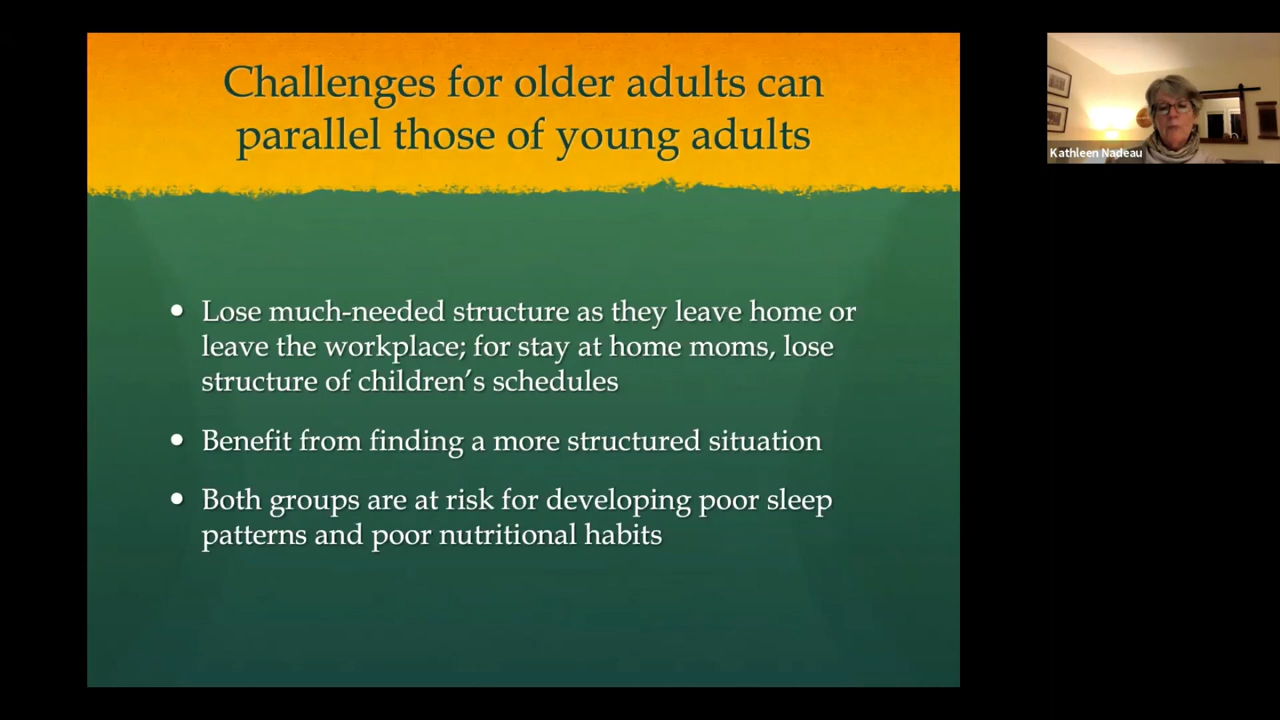 Challenges for older adults can
parallel those of young adults
• Lose much-needed structure as they leave home or
leave the workplace; for stay at home moms, lose
structure of children’s schedules
• Benefit from finding a more structured situation
• Both groups are at risk for developing poor sleep
patterns and poor nutritional habits
Kathleen Nadeau